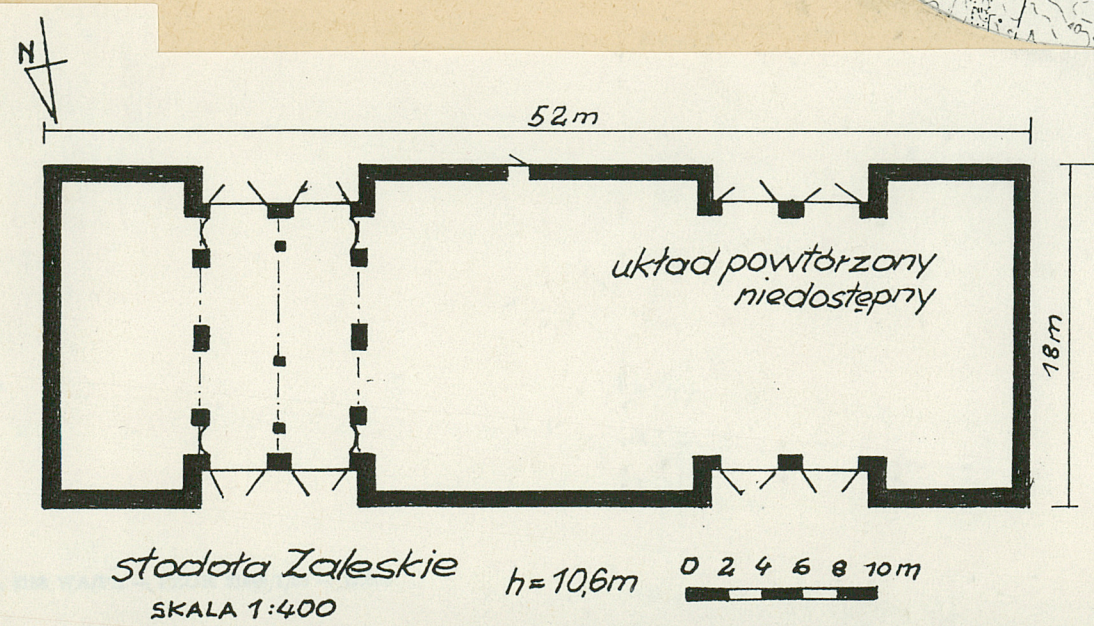 N
52m
układ powtórzony
niedostępny
18m
stodoła Zaleskie
SKALA 1:400
h=10,6m
0 2 4 6 8 10m